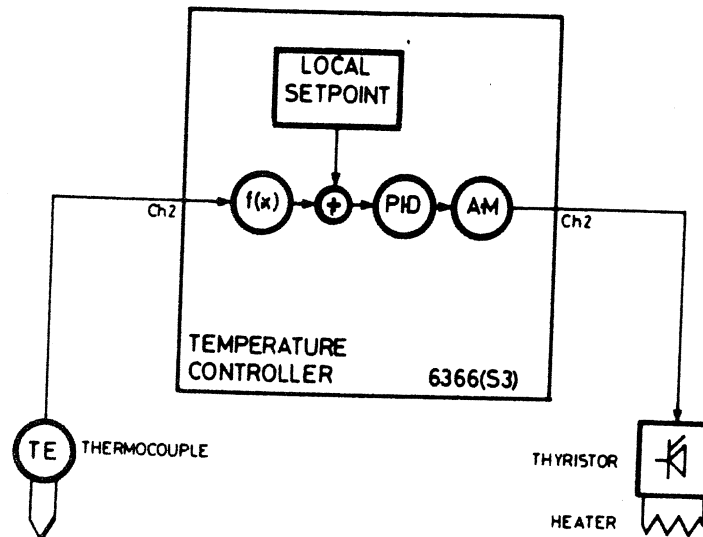 LOCAL
SETPOINT
f(x)
+
PID
A-M
Ch2
Ch2
TEMPERATURE
CONTROLLER 6366(S3)
TE THERMOCOUPLE
THYRISTOR
HEATER